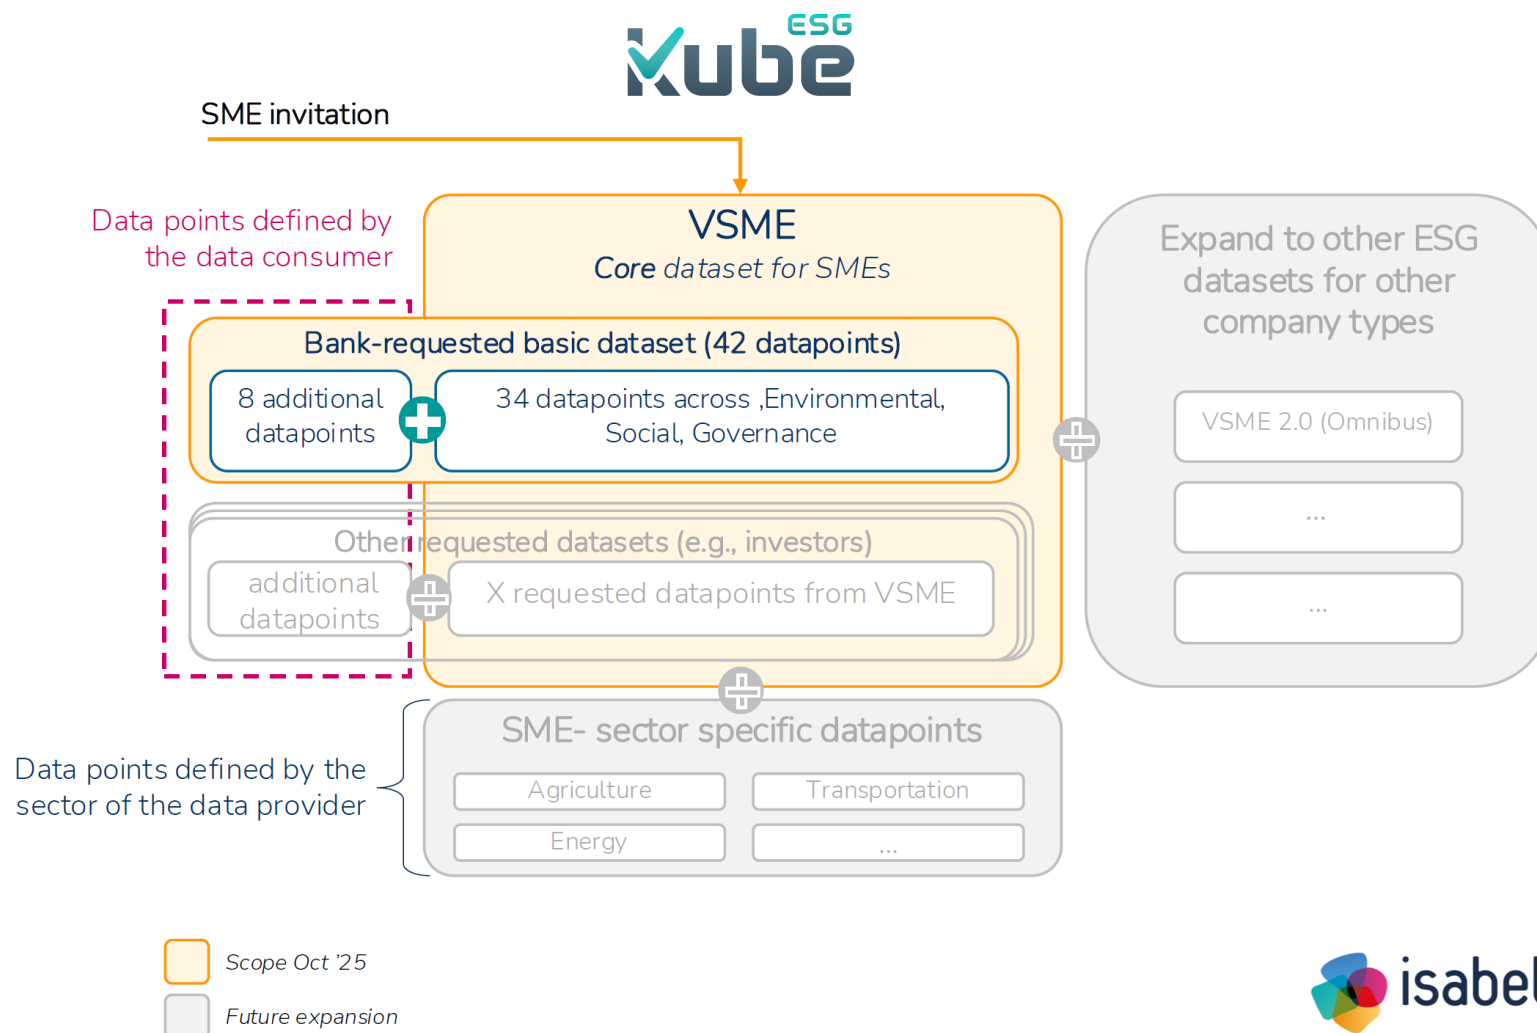 ESG
kube
SME invitation
Data points defined by
the data consumer
VSME
Core dataset for SMEs
Bank-requested basic dataset (42 datapoints)
8 additional
datapoints
34 datapoints across ,Environmental,
Social, Governance
Other requested datasets (e.g., investors)
additional
datapoints
X requested datapoints from VSME
Expand to other ESG
datasets for other
company types
VSME 2.0 (Omnibus)
...
...
SME- sector specific datapoints
Agriculture
Transportation
Energy
...
Data points defined by the
sector of the data provider
Scope Oct ’25
Future expansion
isabel